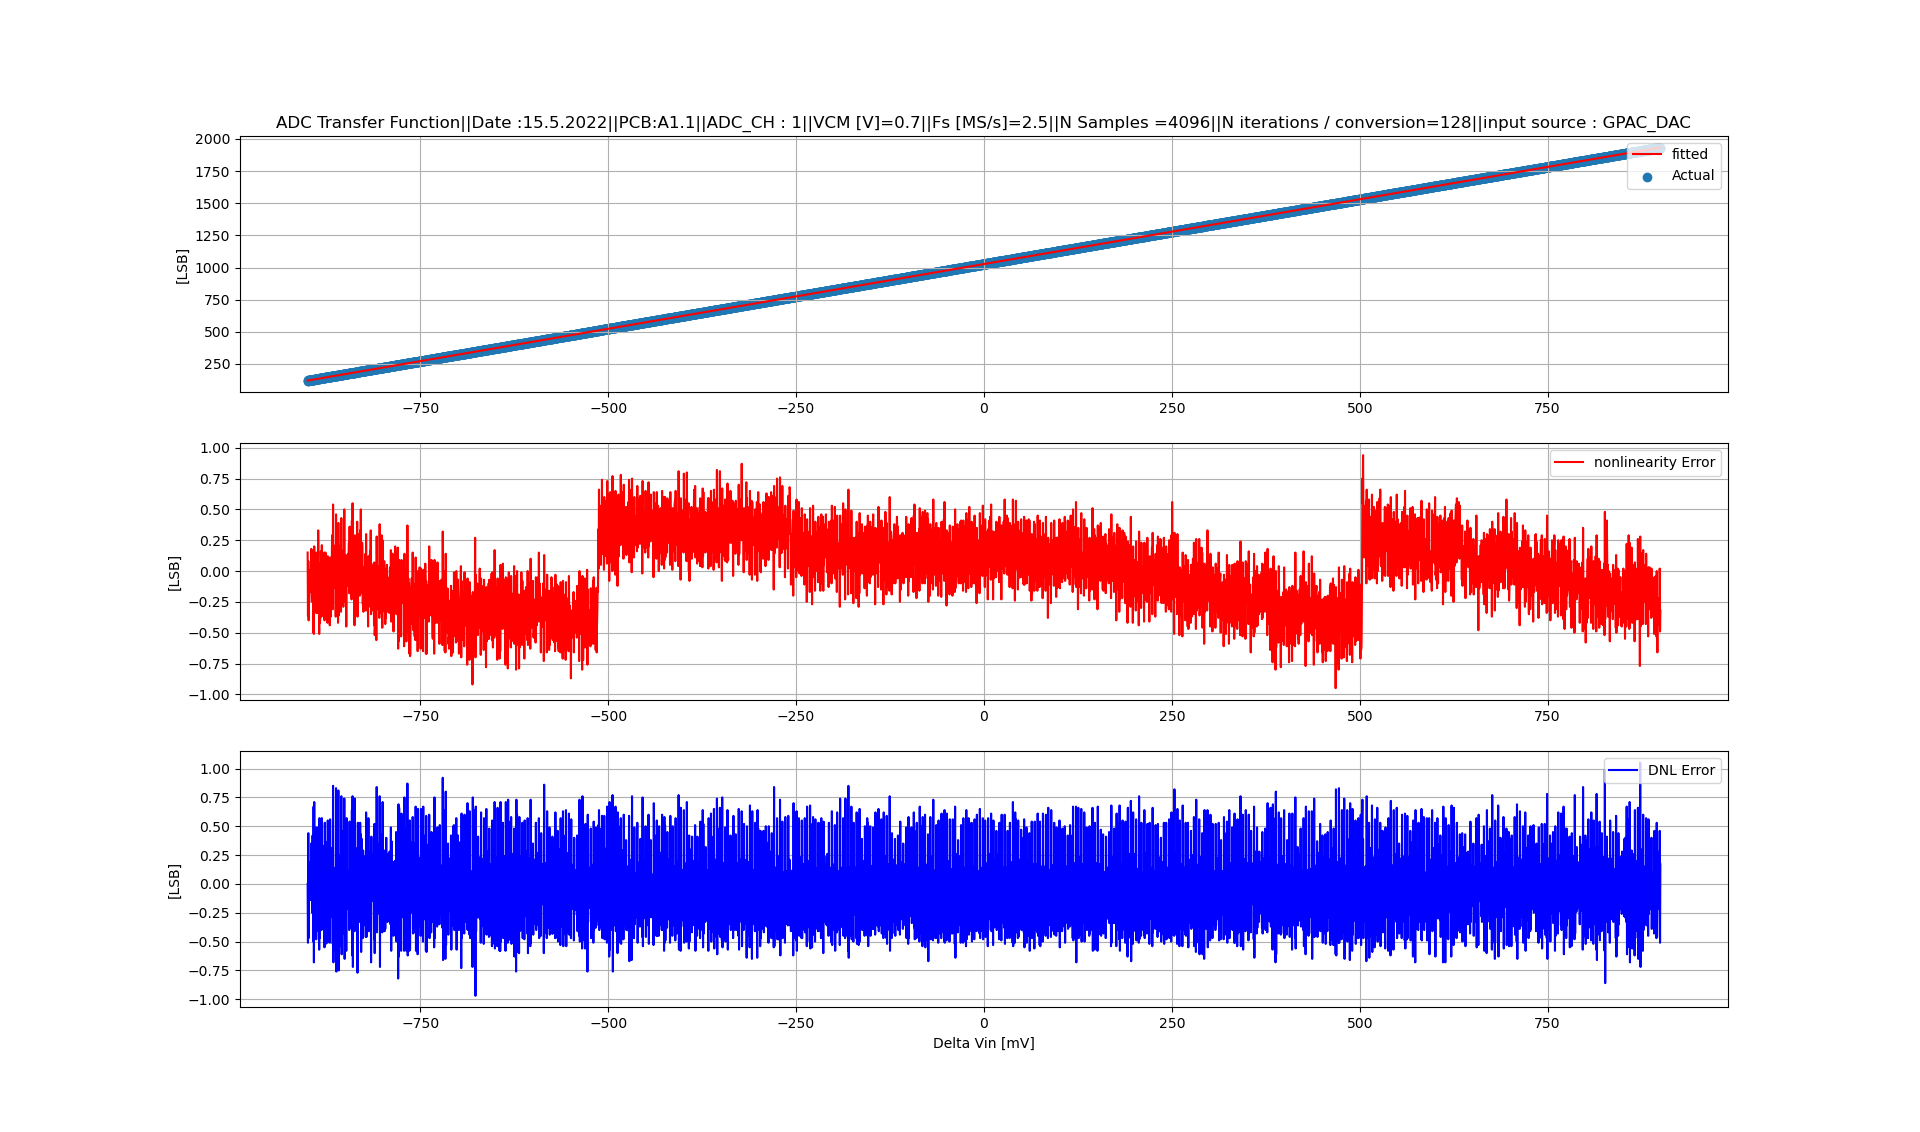 ADC Transfer Function||Date :15.5.2022||PCB:A1.1||ADC_CH : 1||VCM [V]=0.7||Fs [MS/s]=2.5||N Samples =4096||N iterations / conversion=128||input source : GPAC_DAC
2000
1750
1500
1250
1000
750
500
250
[LSB]
fitted
Actual
−750 −500 −250 0 250 500 750
1.00
0.75
0.50
0.25
0.00
−0.25
−0.50
−0.75
−1.00
[LSB]
nonlinearity Error
−750 −500 −250 0 250 500 750
1.00
0.75
0.50
0.25
0.00
−0.25
−0.50
−0.75
−1.00
[LSB]
DNL Error
−750 −500 −250 0 250 500 750
Delta Vin [mV]